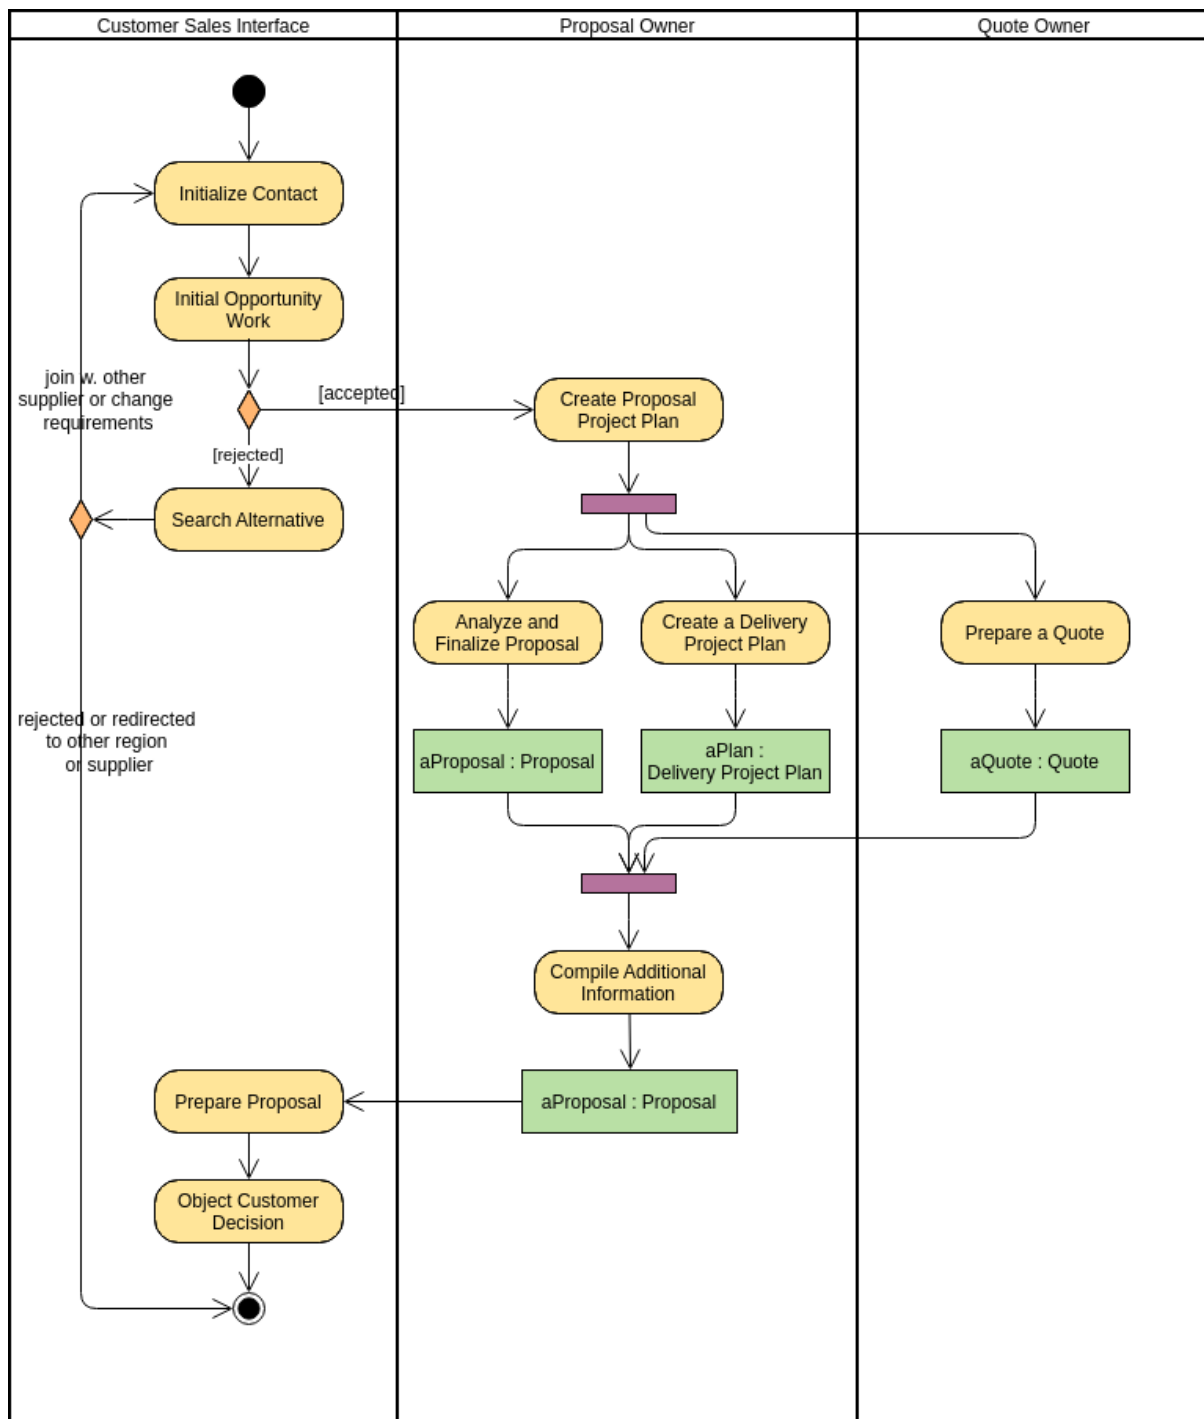 Customer Sales Interface
Proposal Owner
Quote Owner
Initialize Contact
Initial Opportunity
Work
join w. other
supplier or change
requirements
[accepted]
Create Proposal
Project Plan
[rejected]
Search Alternative
Analyze and
Finalize Proposal
Create a Delivery
Project Plan
Prepare a Quote
rejected or redirected
to other region
or supplier
aProposal : Proposal
aPlan :
Delivery Project Plan
aQuote : Quote
Compile Additional
Information
Prepare Proposal
aProposal : Proposal
Object Customer
Decision